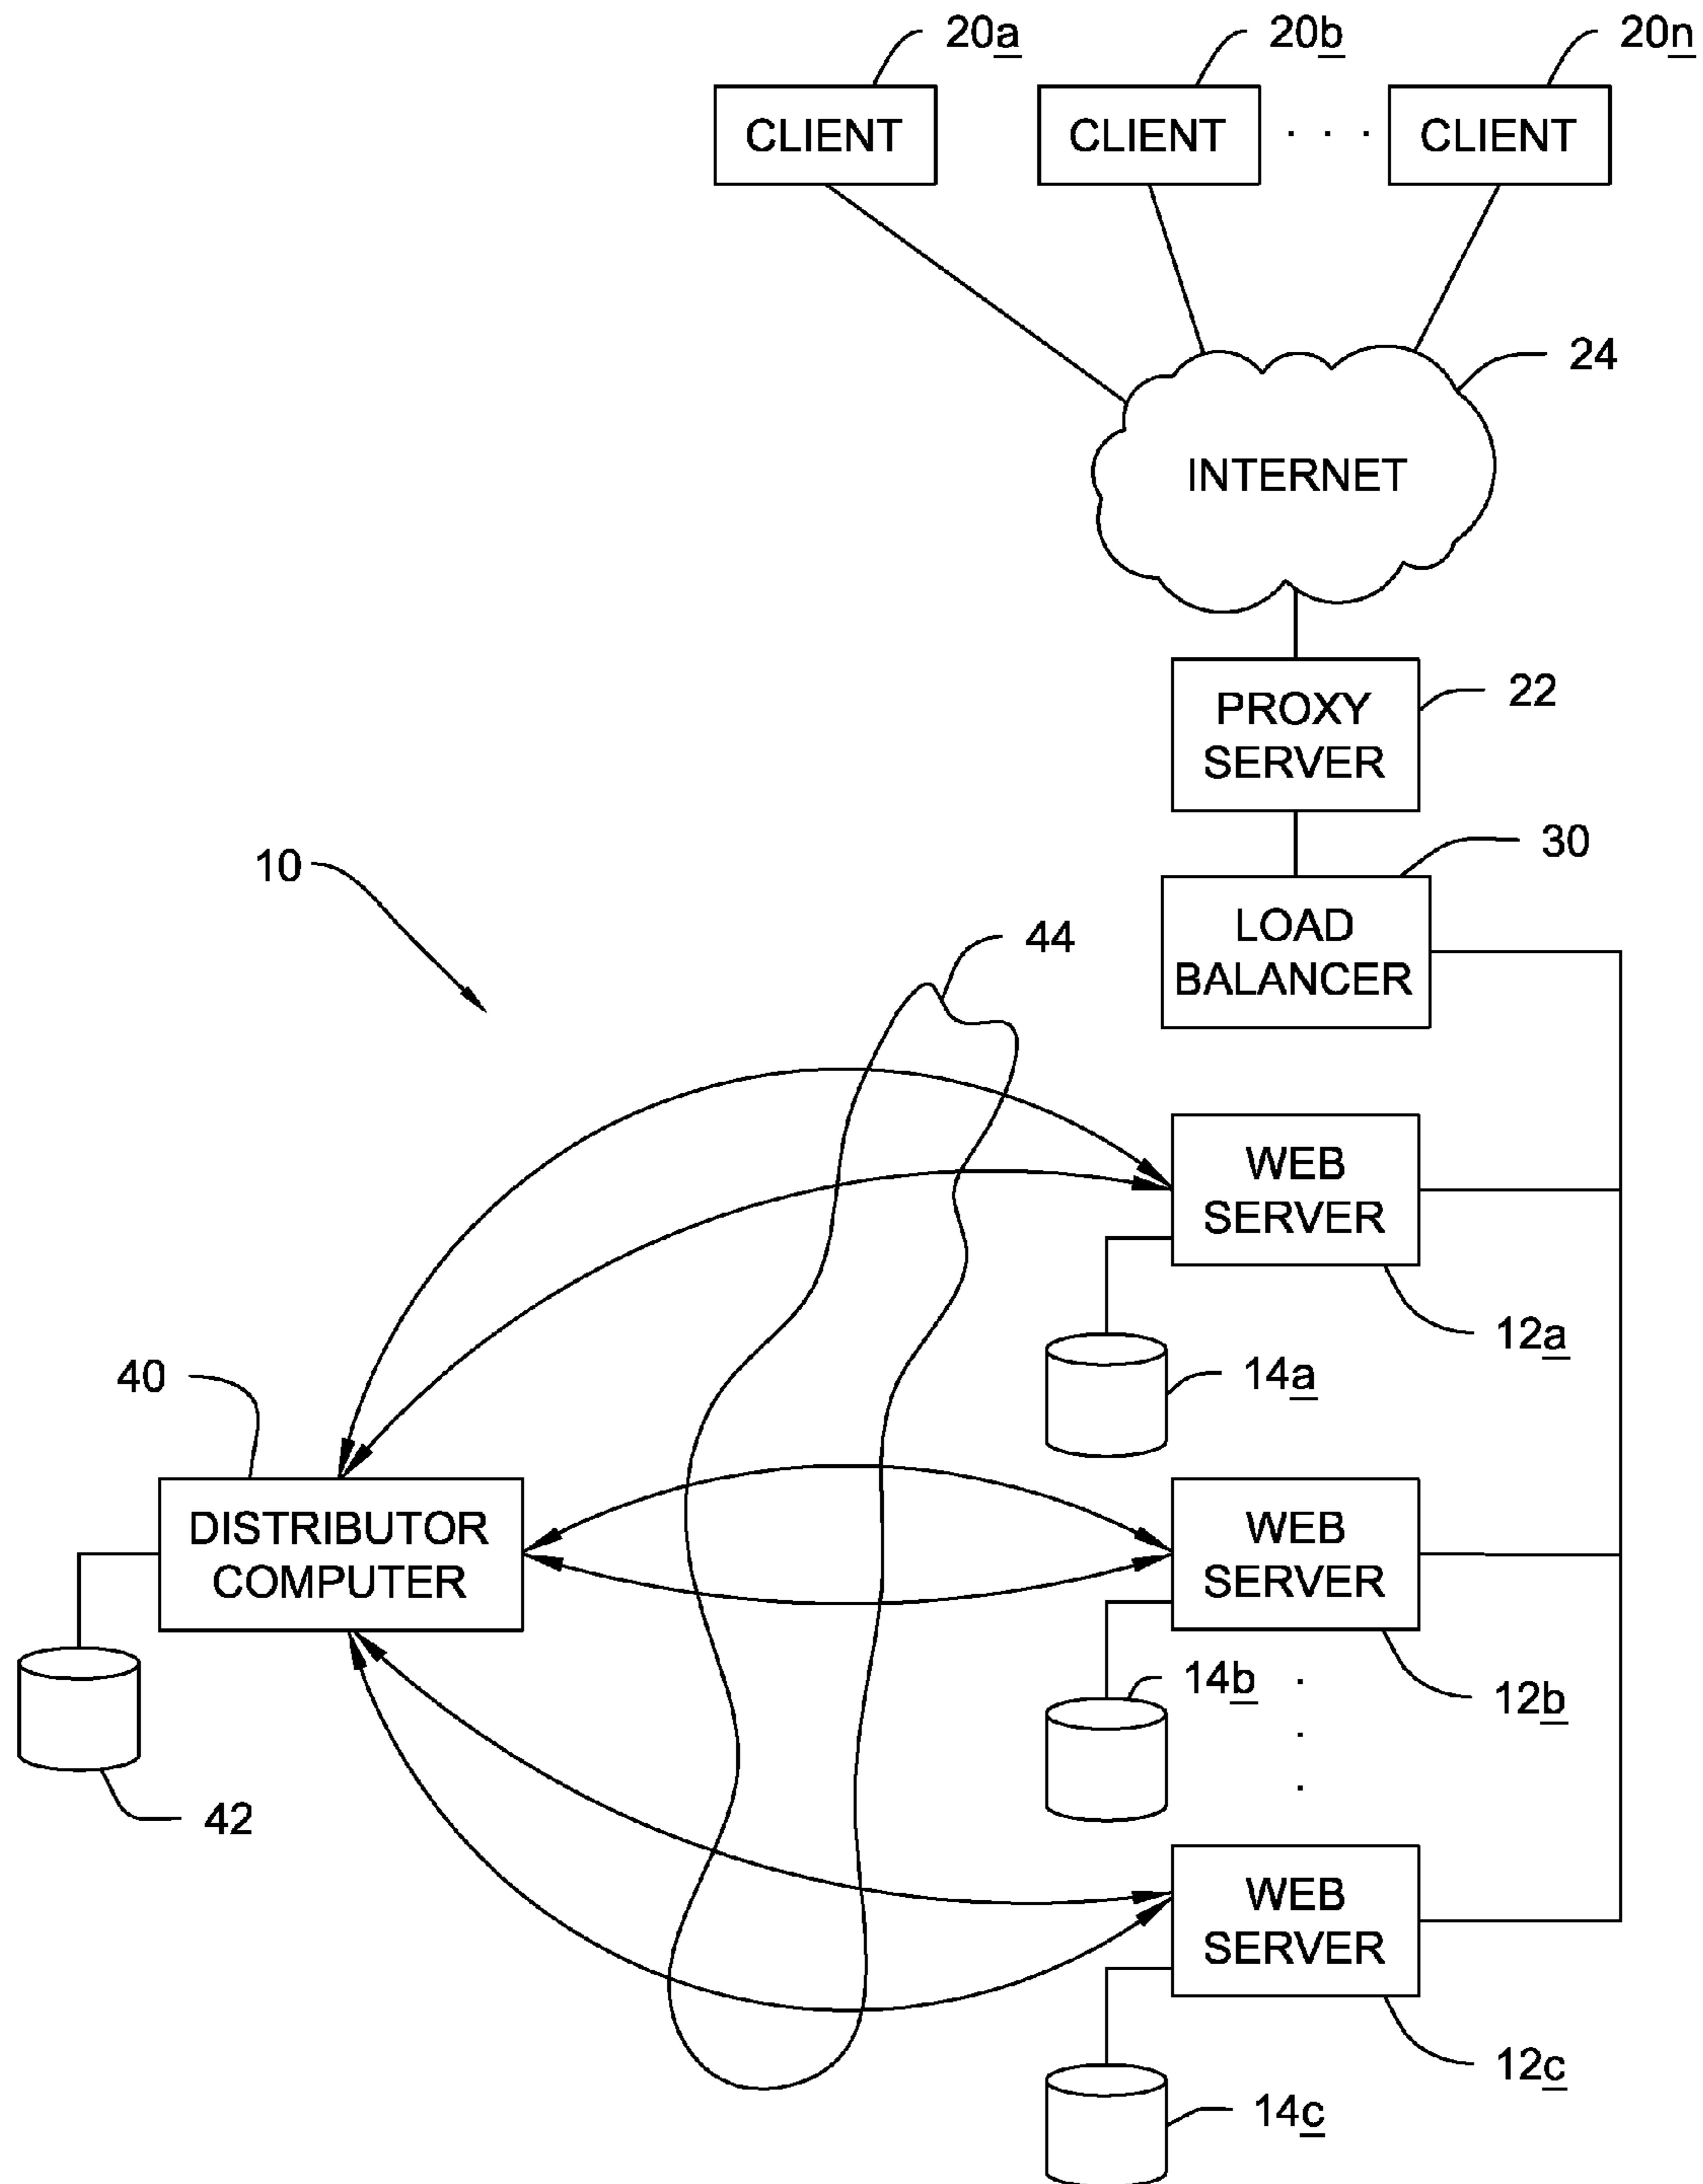 20a 20b 20n
CLIENT CLIENT . . . CLIENT
24
INTERNET
22
PROXY
SERVER
30
10
LOAD
BALANCER
44
WEB
SERVER
12a
14a
40
DISTRIBUTOR
COMPUTER
WEB
SERVER
14b
12b
42
WEB
SERVER
12c
14c